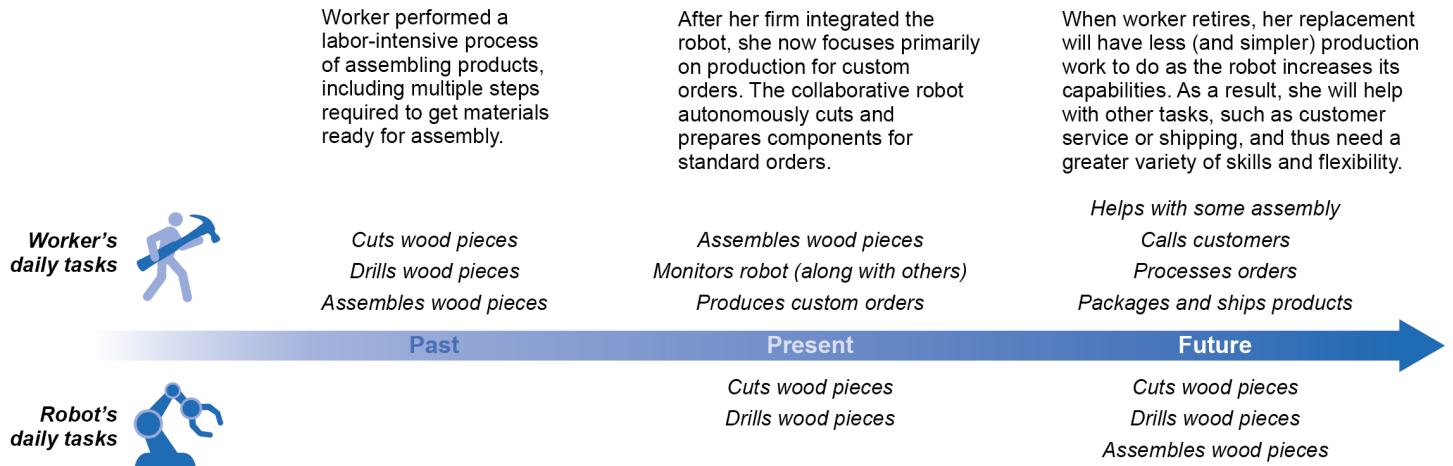 Worker performed a
labor-intensive process
of assembling products,
including multiple steps
required to get materials
ready for assembly.
After her firm integrated the
robot, she now focuses primarily
on production for custom
orders. The collaborative robot
autonomously cuts and
prepares components for
standard orders.
When worker retires, her replacement
will have less (and simpler) production
work to do as the robot increases its
capabilities. As a result, she will help
with other tasks, such as customer
service or shipping, and thus need a
greater variety of skills and flexibility.
Worker's
daily tasks
Cuts wood pieces
Drills wood pieces
Assembles wood pieces
Assembles wood pieces
Monitors robot (along with others)
Produces custom orders
Helps with some assembly
Calls customers
Processes orders
Packages and ships products
Past
Present
Future
Robot's
daily tasks
Cuts wood pieces
Drills wood pieces
Cuts wood pieces
Drills wood pieces
Assembles wood pieces